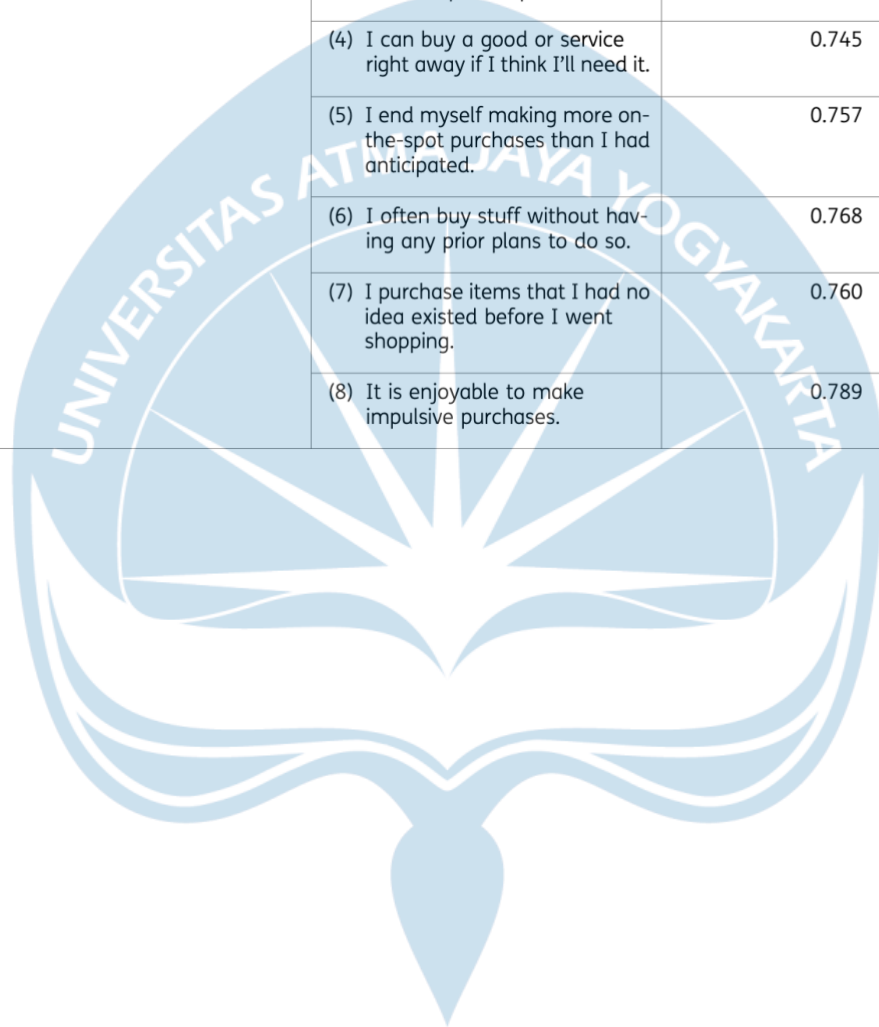 (4) I can buy a good or service 0.745
right away if I think I'll need it.
(5) I end myself making more on- 0.757
the-spot purchases than I had
anticipated.
(6) I often buy stuff without hav- 0.768
ing any prior plans to do so.
(7) I purchase items that I had no 0.760
idea existed before I went
shopping.
(8) It is enjoyable to make 0.789
impulsive purchases.
UNIVERSITAS ATMA JAYA YOGYAKARTA